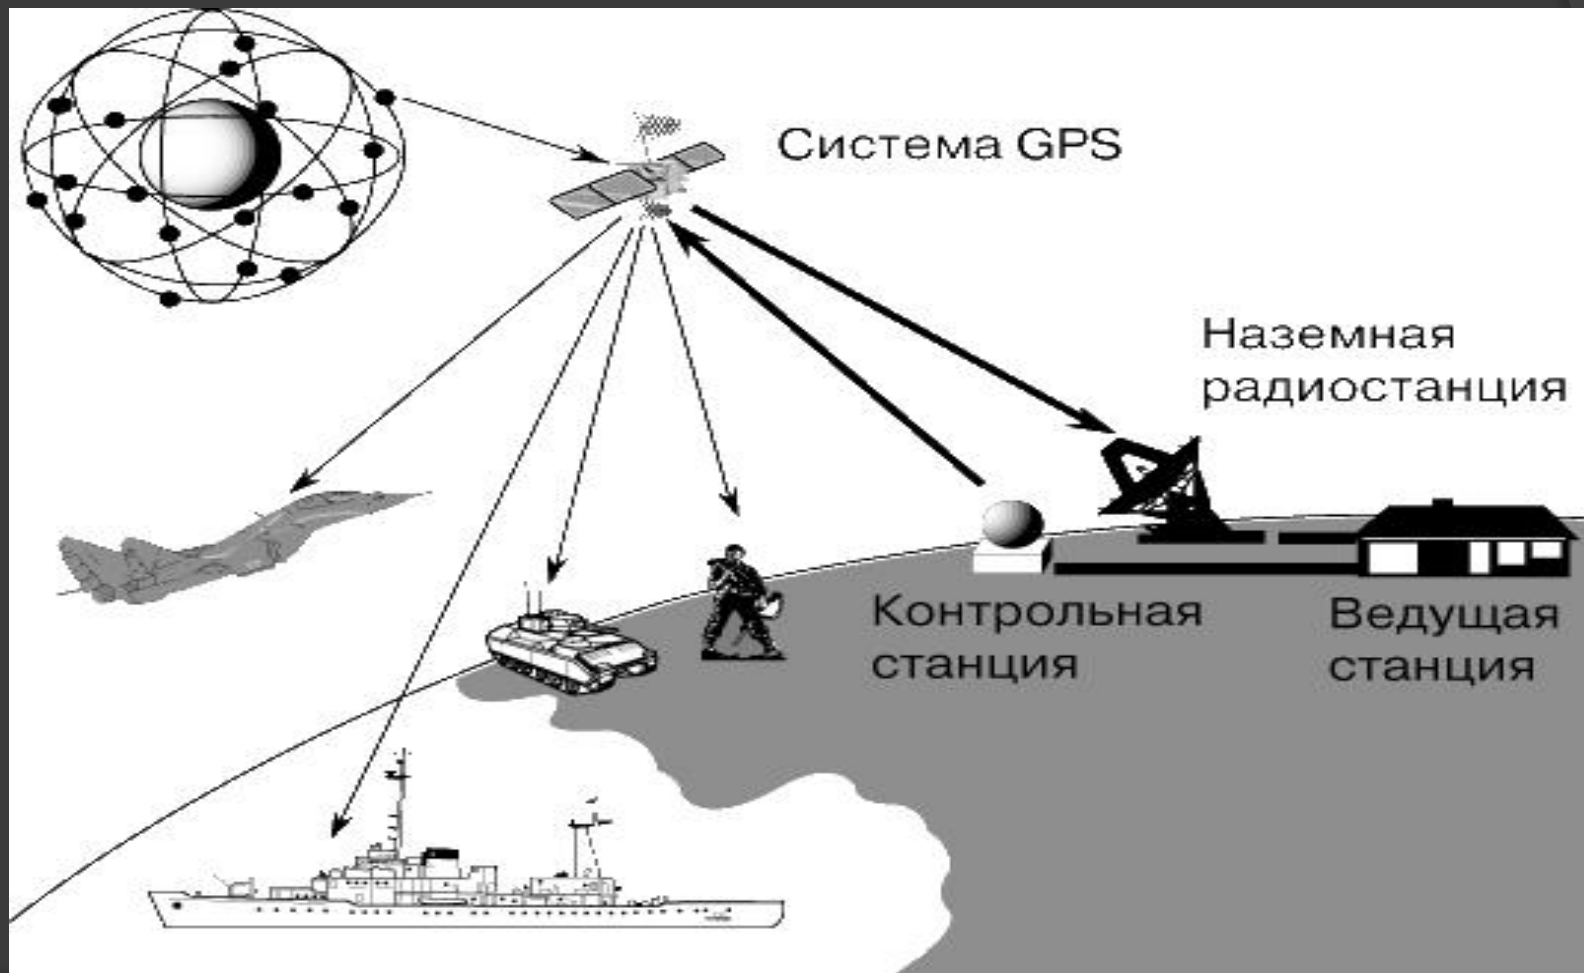 Система GPS
Наземная
радиостанция
Контрольная
станция
Ведущая
станция